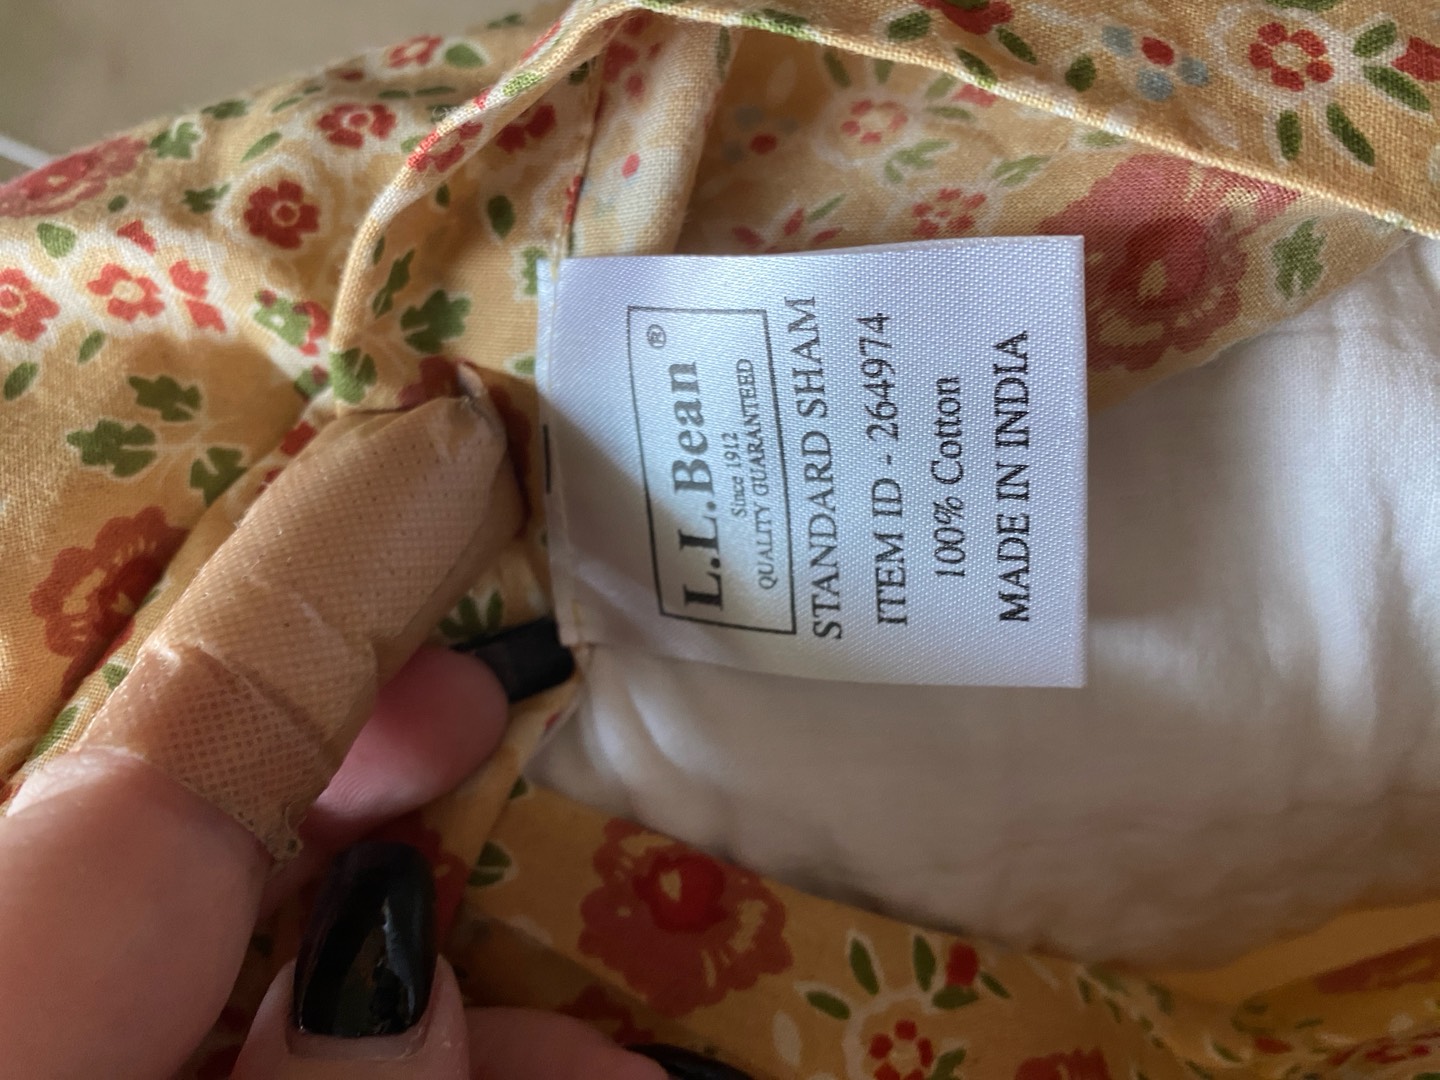 L.L.Bean®
Since 1912
QUALITY GUARANTEED
STANDARD SHAM
ITEM ID - 264974
100% Cotton
MADE IN INDIA